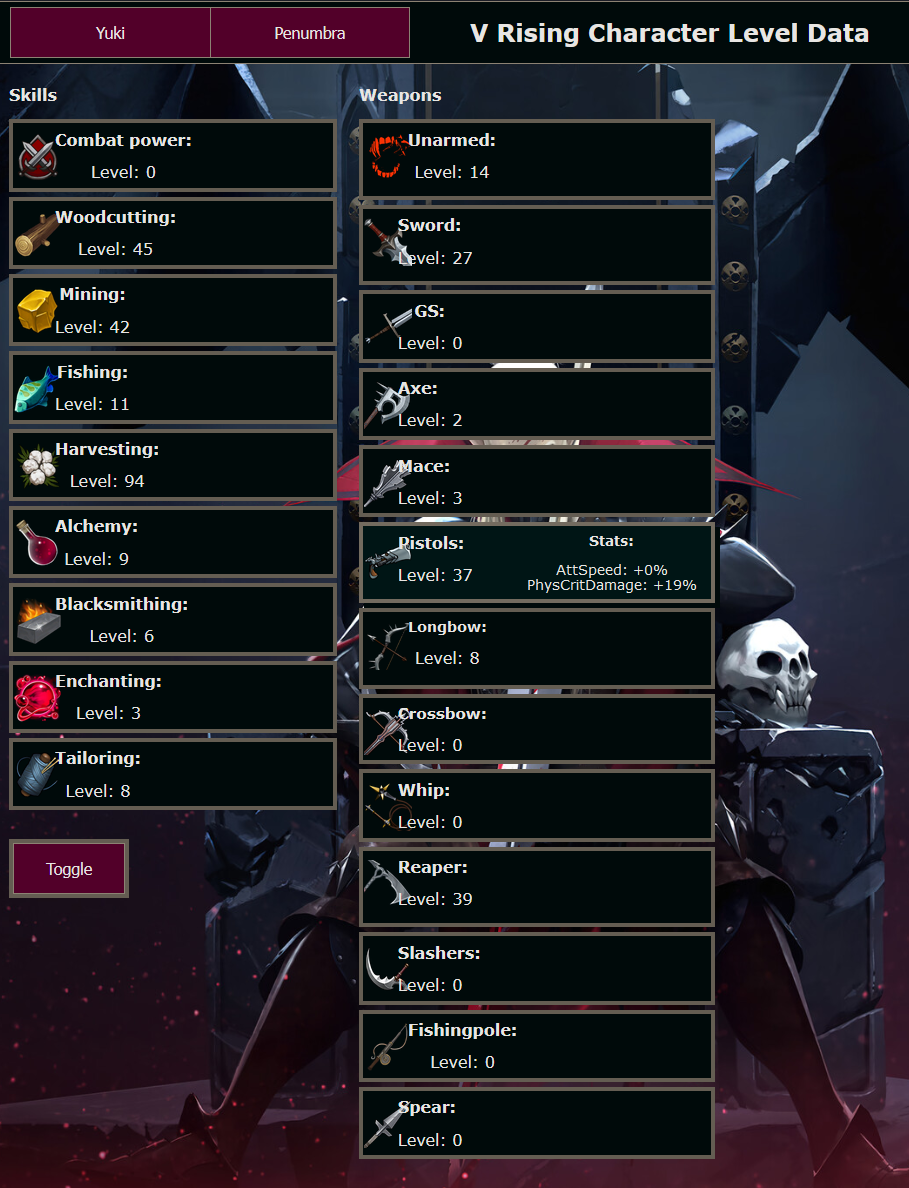 Yuki
Penumbra
V Rising Character Level Data
Skills
Combat power:
Level: 0
Woodcutting:
Level: 45
Mining:
Level: 42
Fishing:
Level: 11
Harvesting:
Level: 94
Alchemy:
Level: 9
Blacksmithing:
Level: 6
Enchanting:
Level: 3
Tailoring:
Level: 8
Toggle
Weapons
Unarmed:
Level: 14
Sword:
Level: 27
GS:
Level: 0
Axe:
Level: 2
Mace:
Level: 3
Pistols:
Level: 37
Stats:
AttSpeed: +0%
PhysCritDamage: +19%
Longbow:
Level: 8
Crossbow:
Level: 0
Whip:
Level: 0
Reaper:
Level: 39
Slashers:
Level: 0
Fishingpole:
Level: 0
Spear:
Level: 0